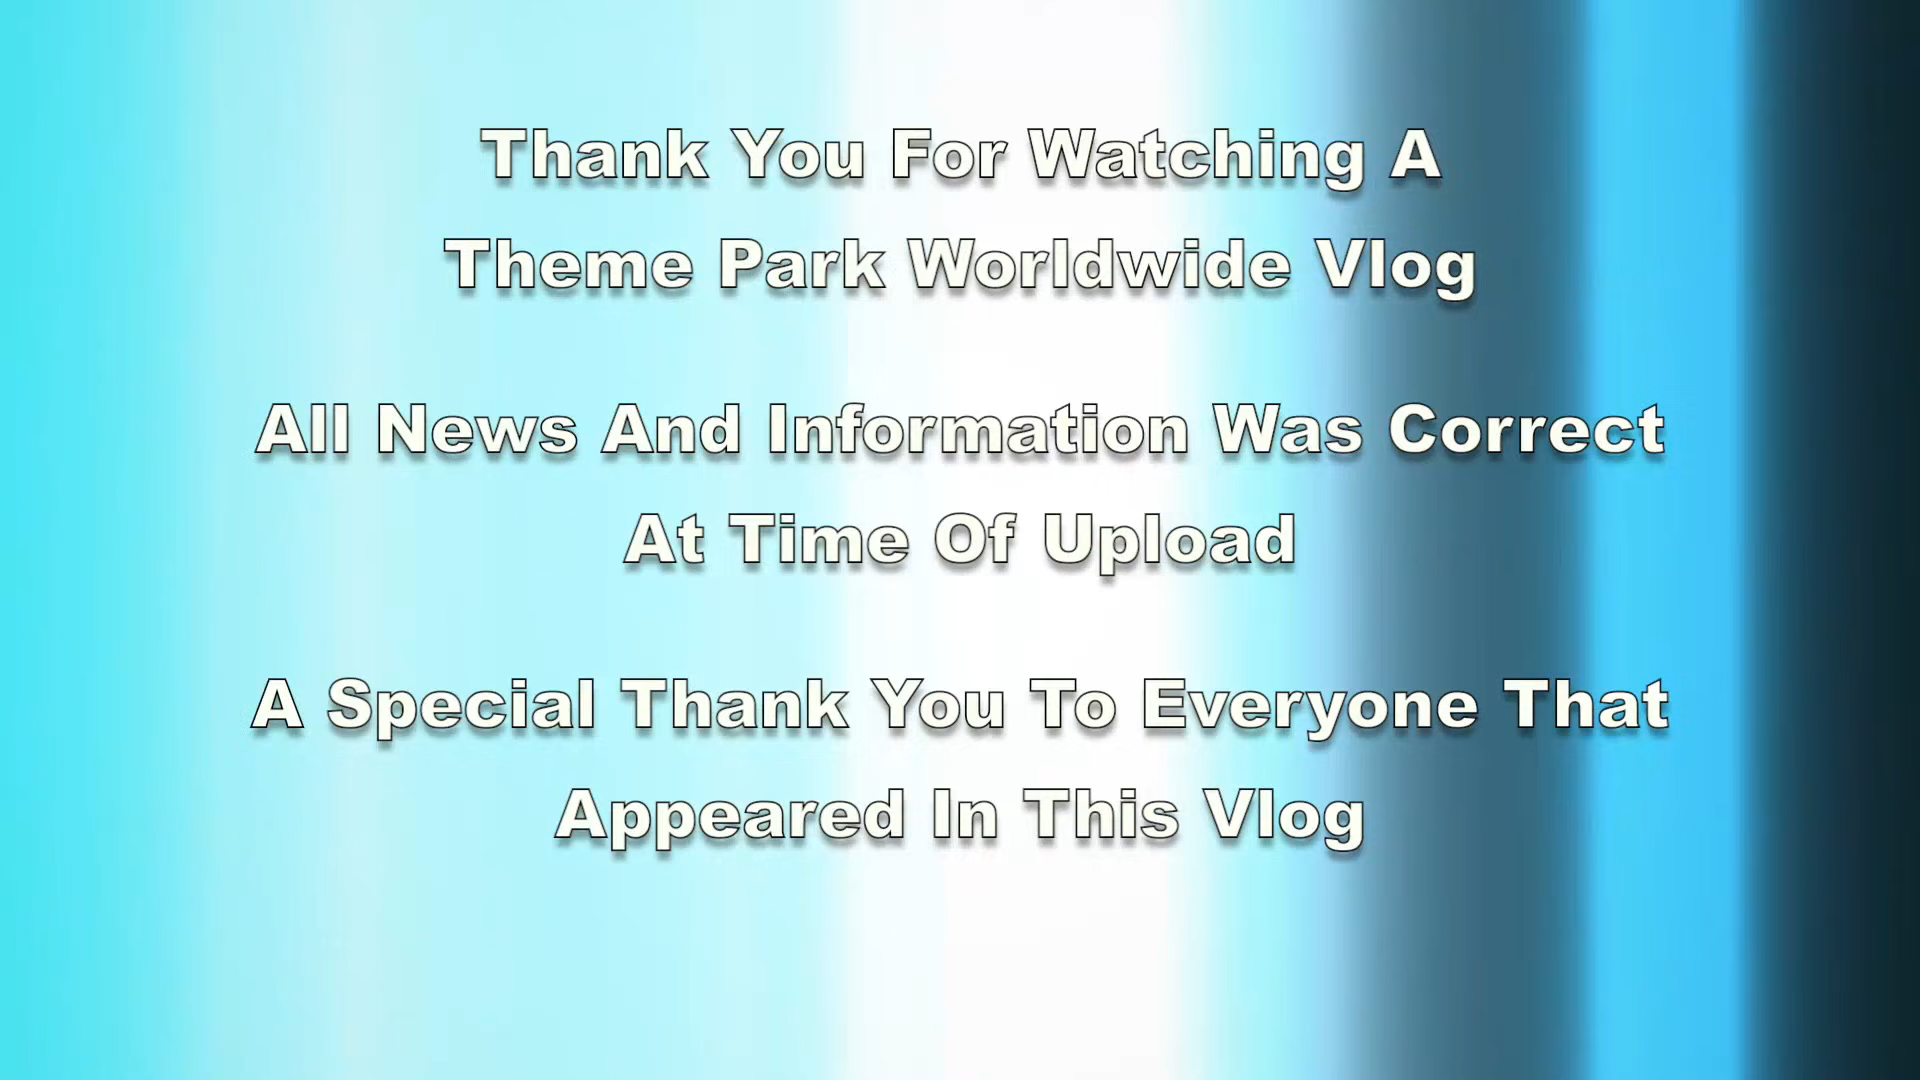 Thank You For Watching A
Theme Park Worldwide Vlog
All News And Information Was Correct
At Time Of Upload
A Special Thank You To Everyone That
Appeared In This Vlog